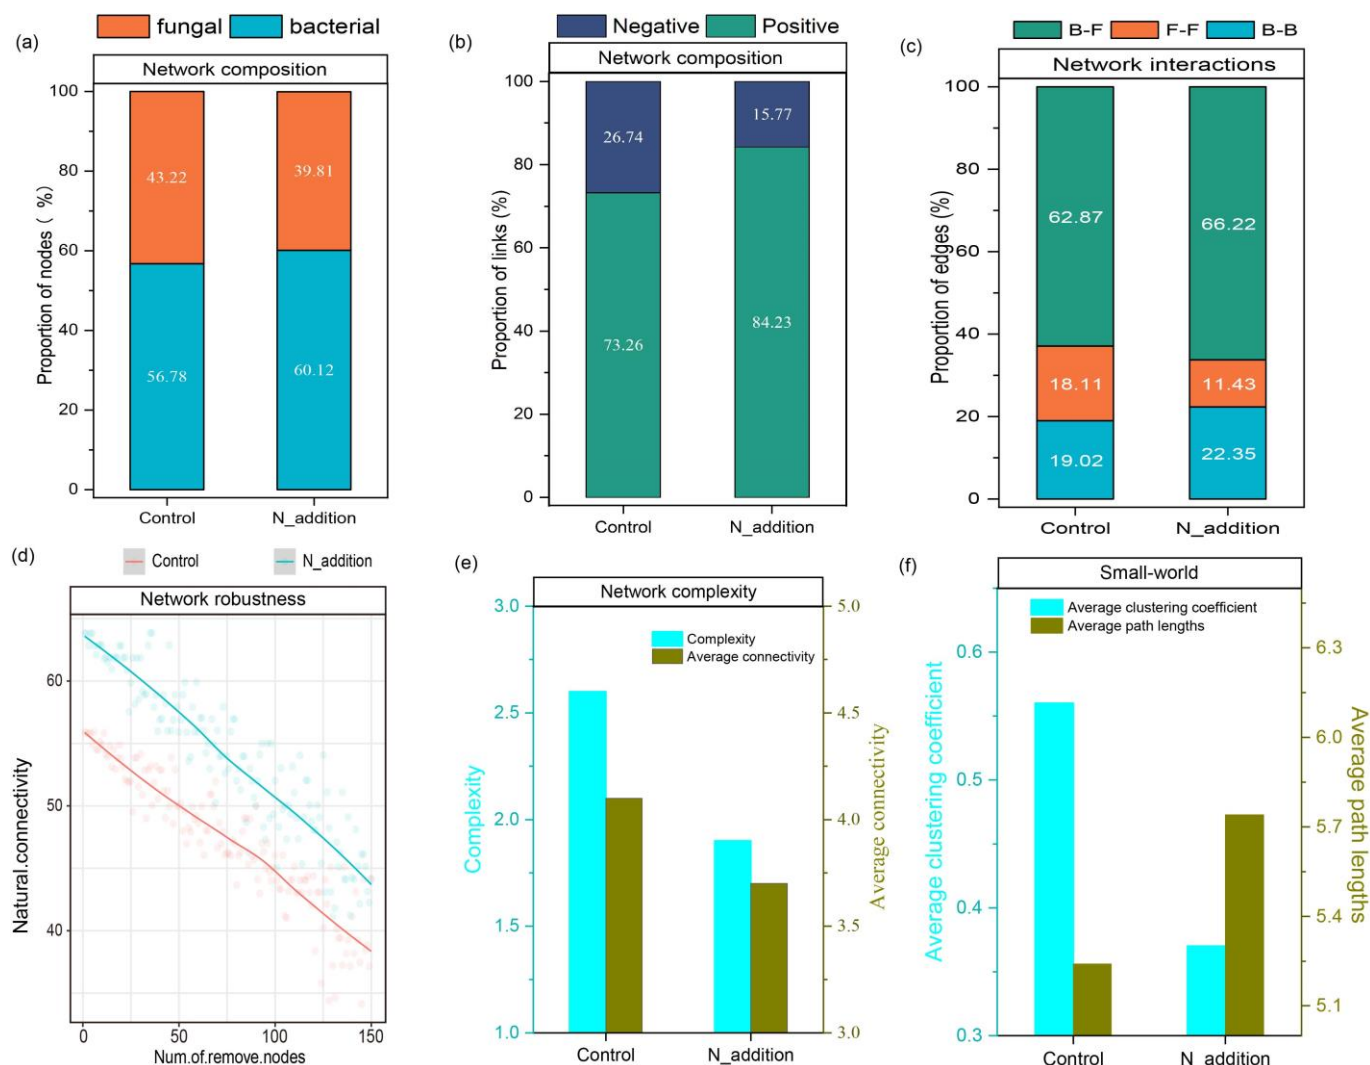 (a)
fungal bacterial
Network composition
Proportion of nodes ( %)
100
80
60
40
20
0
43.22
39.81
56.78
60.12
Control N_addition
(b)
Negative Positive
Network composition
Proportion of links (%)
100
80
60
40
20
0
26.74
15.77
73.26
84.23
Control N_addition
(c)
B-F F-F B-B
Network interactions
Proportion of edges (%)
100
80
60
40
20
0
62.87
66.22
18.11
11.43
19.02
22.35
Control N_addition
(d)
Control N_addition
Network robustness
Natural.connectivity
60
50
40
0 50 100 150
Num.of.remove.nodes
(e)
Network complexity
Complexity
Average connectivity
Complexity
3.0
2.5
2.0
1.5
1.0
Average connectivity
5.0
4.5
4.0
3.5
3.0
Control N_addition
(f)
Small-world
Average clustering coefficient
Average path lengths
Average clustering coefficient
0.6
0.5
0.4
0.3
Average path lengths
6.3
6.0
5.7
5.4
5.1
Control N_addition